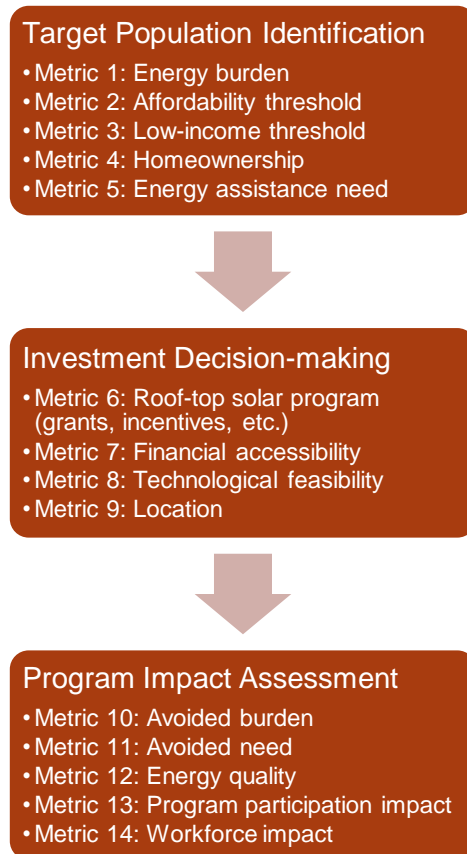 Target Population Identification
• Metric 1: Energy burden
• Metric 2: Affordability threshold
• Metric 3: Low-income threshold
• Metric 4: Homeownership
• Metric 5: Energy assistance need
Investment Decision-making
• Metric 6: Roof-top solar program
(grants, incentives, etc.)
• Metric 7: Financial accessibility
• Metric 8: Technological feasibility
• Metric 9: Location
Program Impact Assessment
• Metric 10: Avoided burden
• Metric 11: Avoided need
• Metric 12: Energy quality
• Metric 13: Program participation impact
• Metric 14: Workforce impact